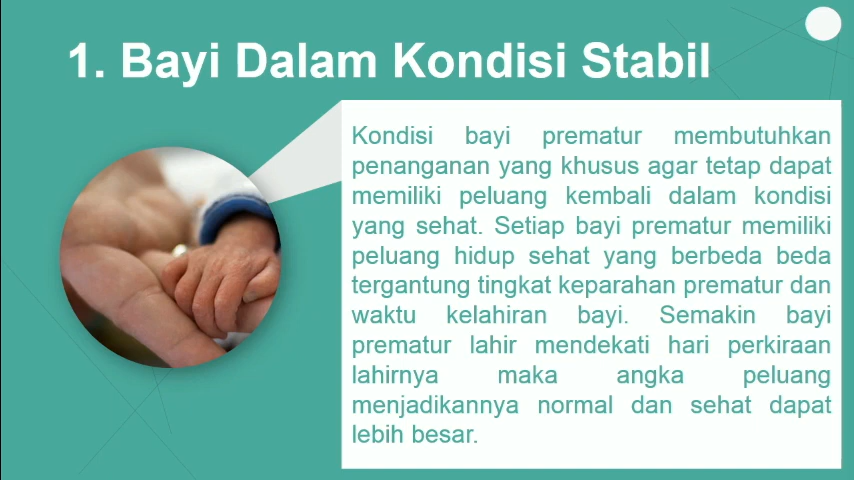 1. Bayi Dalam Kondisi Stabil
Kondisi bayi prematur membutuhkan
penanganan yang khusus agar tetap dapat
memiliki peluang kembali dalam kondisi
yang sehat. Setiap bayi prematur memiliki
peluang hidup sehat yang berbeda beda
tergantung tingkat keparahan prematur dan
waktu kelahiran bayi. Semakin bayi
prematur lahir mendekati hari perkiraan
lahirnya maka angka peluang
menjadikannya normal dan sehat dapat
lebih besar.